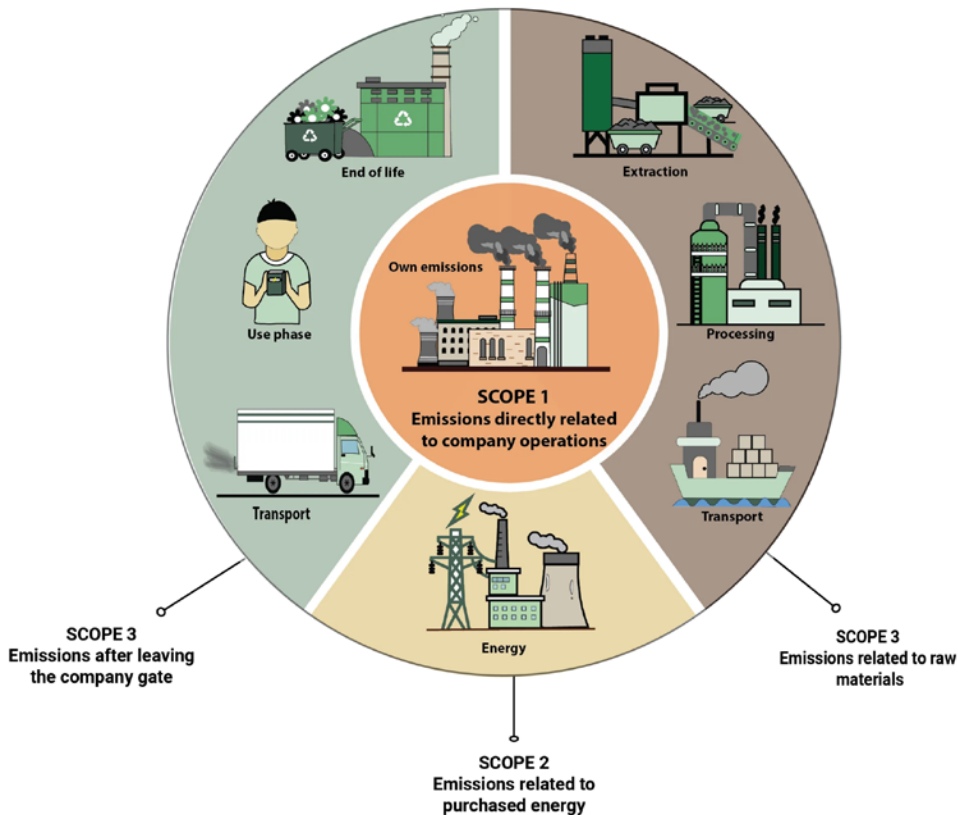 End of life
Extraction
Use phase
Own emissions
Processing
SCOPE 1
Emissions directly related
to company operations
Transport
Transport
Energy
SCOPE 3
Emissions after leaving
the company gate
SCOPE 3
Emissions related to raw
materials
SCOPE 2
Emissions related to
purchased energy